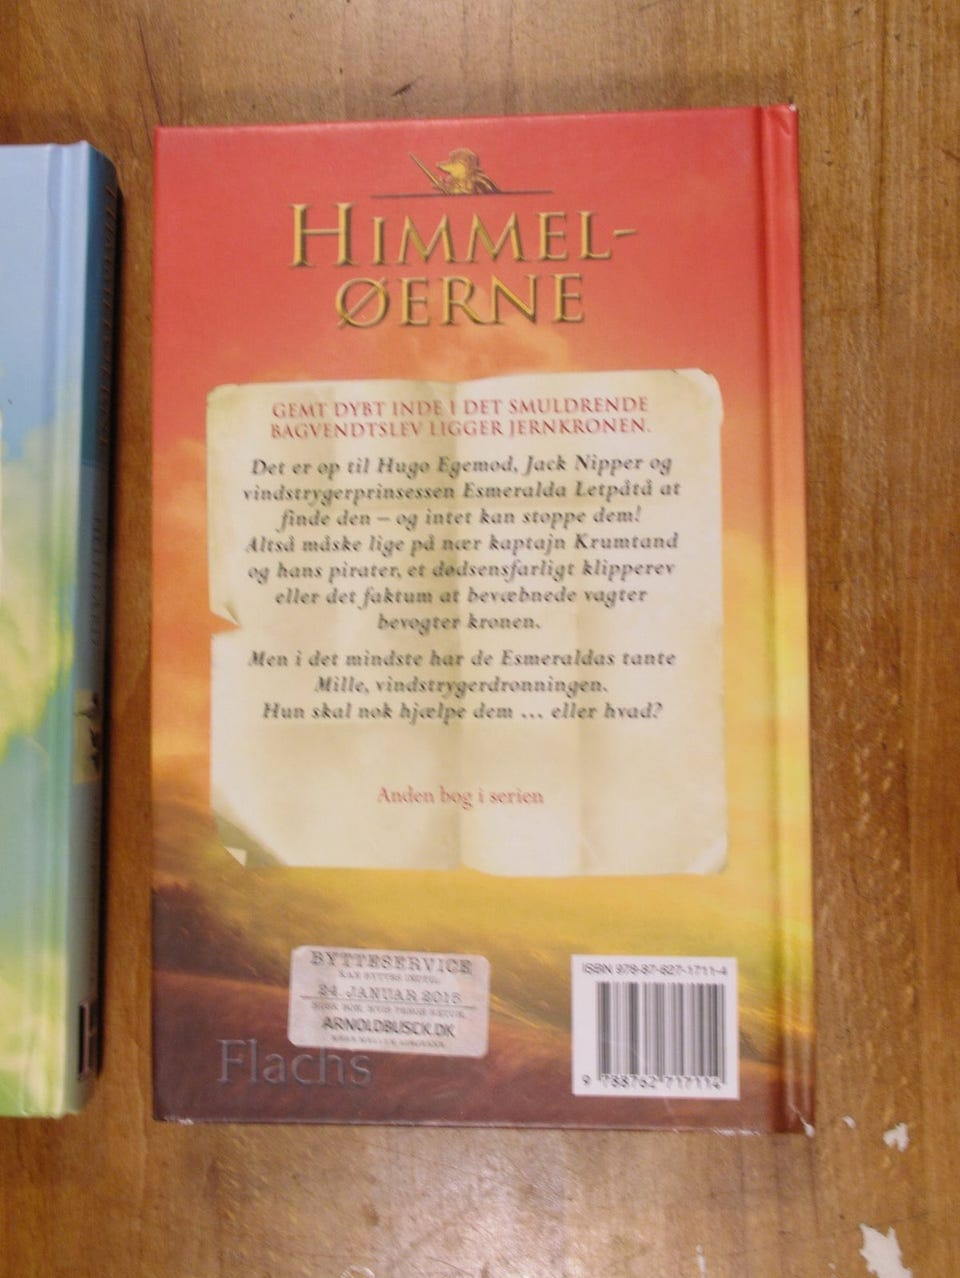 HIMMEL-
ØERNE
GEMT DYBT INDE I DET SMULDRENDE
BAGVENDTSLEV LIGGER JERNKRONEN.
Det er op til Hugo Egemod, Jack Nipper og
vindstrygerprinsessen Esmeralda Letpåtå at
finde den – og intet kan stoppe dem!
Altså måske lige på nær kaptajn Krumtand
og hans pirater, et dødsensfarligt klipperev
eller det faktum at bevæbnede vagter
bevogter kronen.
Men i det mindste har de Esmeraldas tante
Mille, vindstrygerdronningen.
Hun skal nok hjælpe dem ... eller hvad?
Anden bog i serien
BYTTESERVICE
KAN BYTTES INDTIL
24. JANUAR 2015
ARNOLDBUSCK.DK
Flachs
ISBN 978-87-627-1711-4
9 788762 717114